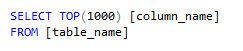 SELECT TOP(1000) [column_name]
FROM [table_name]